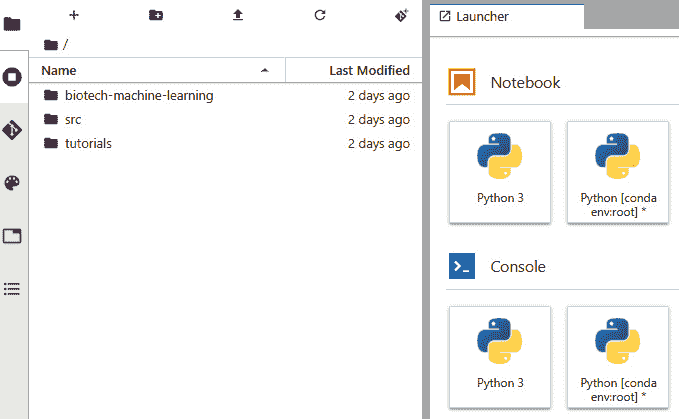 /
Name Last Modified
biotech-machine-learning 2 days ago
src 2 days ago
tutorials 2 days ago
Launcher
Notebook
Python 3
Python [conda
env:root] *
Console
Python 3
Python [conda
env:root] *